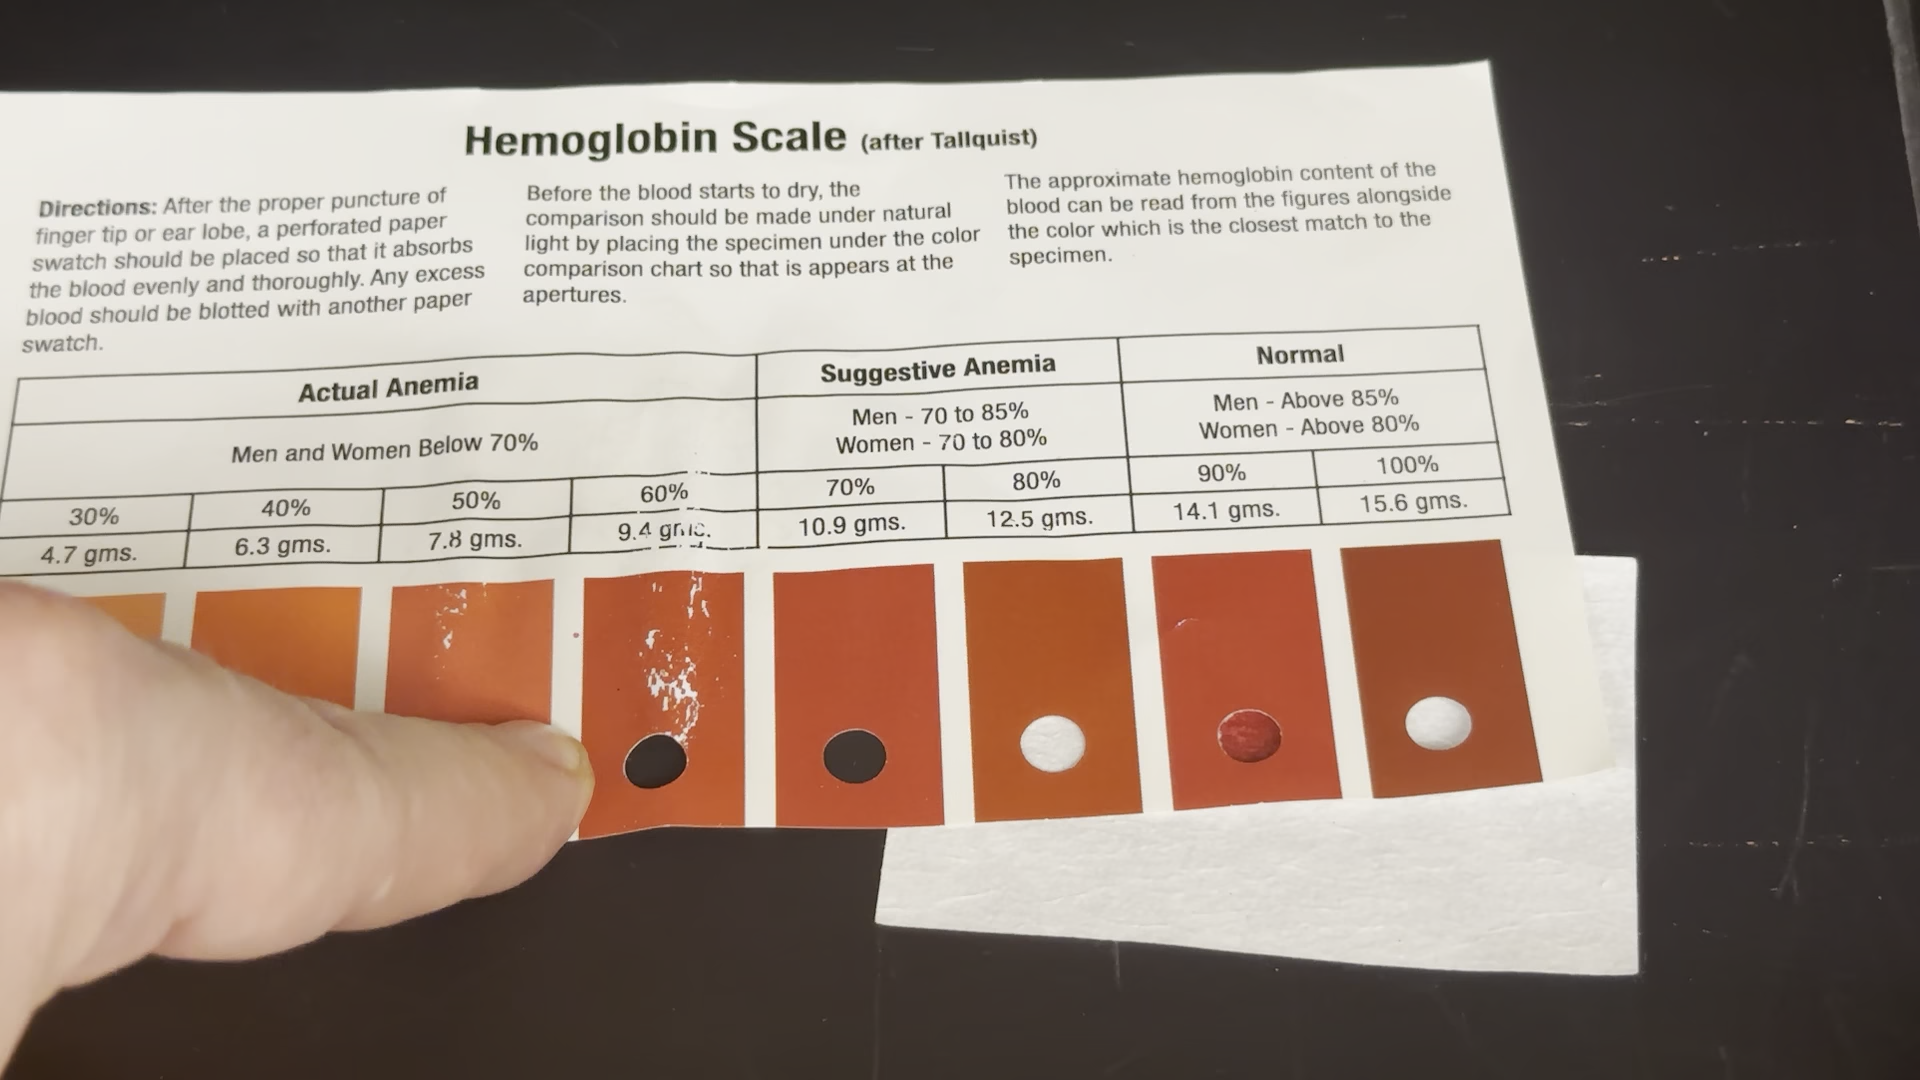 Hemoglobin Scale (after Tallquist)
Directions: After the proper puncture of
finger tip or ear lobe, a perforated paper
swatch should be placed so that it absorbs
the blood evenly and thoroughly. Any excess
blood should be blotted with another paper
swatch.
Before the blood starts to dry, the
comparison should be made under natural
light by placing the specimen under the color
comparison chart so that is appears at the
apertures.
The approximate hemoglobin content of the
blood can be read from the figures alongside
the color which is the closest match to the
specimen.
Actual Anemia
Suggestive Anemia
Normal
Men and Women Below 70%
Men - 70 to 85%
Women - 70 to 80%
Men - Above 85%
Women - Above 80%
30% 40% 50% 60% 70% 80% 90% 100%
4.7 gms. 6.3 gms. 7.8 gms. 9.4 gms. 10.9 gms. 12.5 gms. 14.1 gms. 15.6 gms.